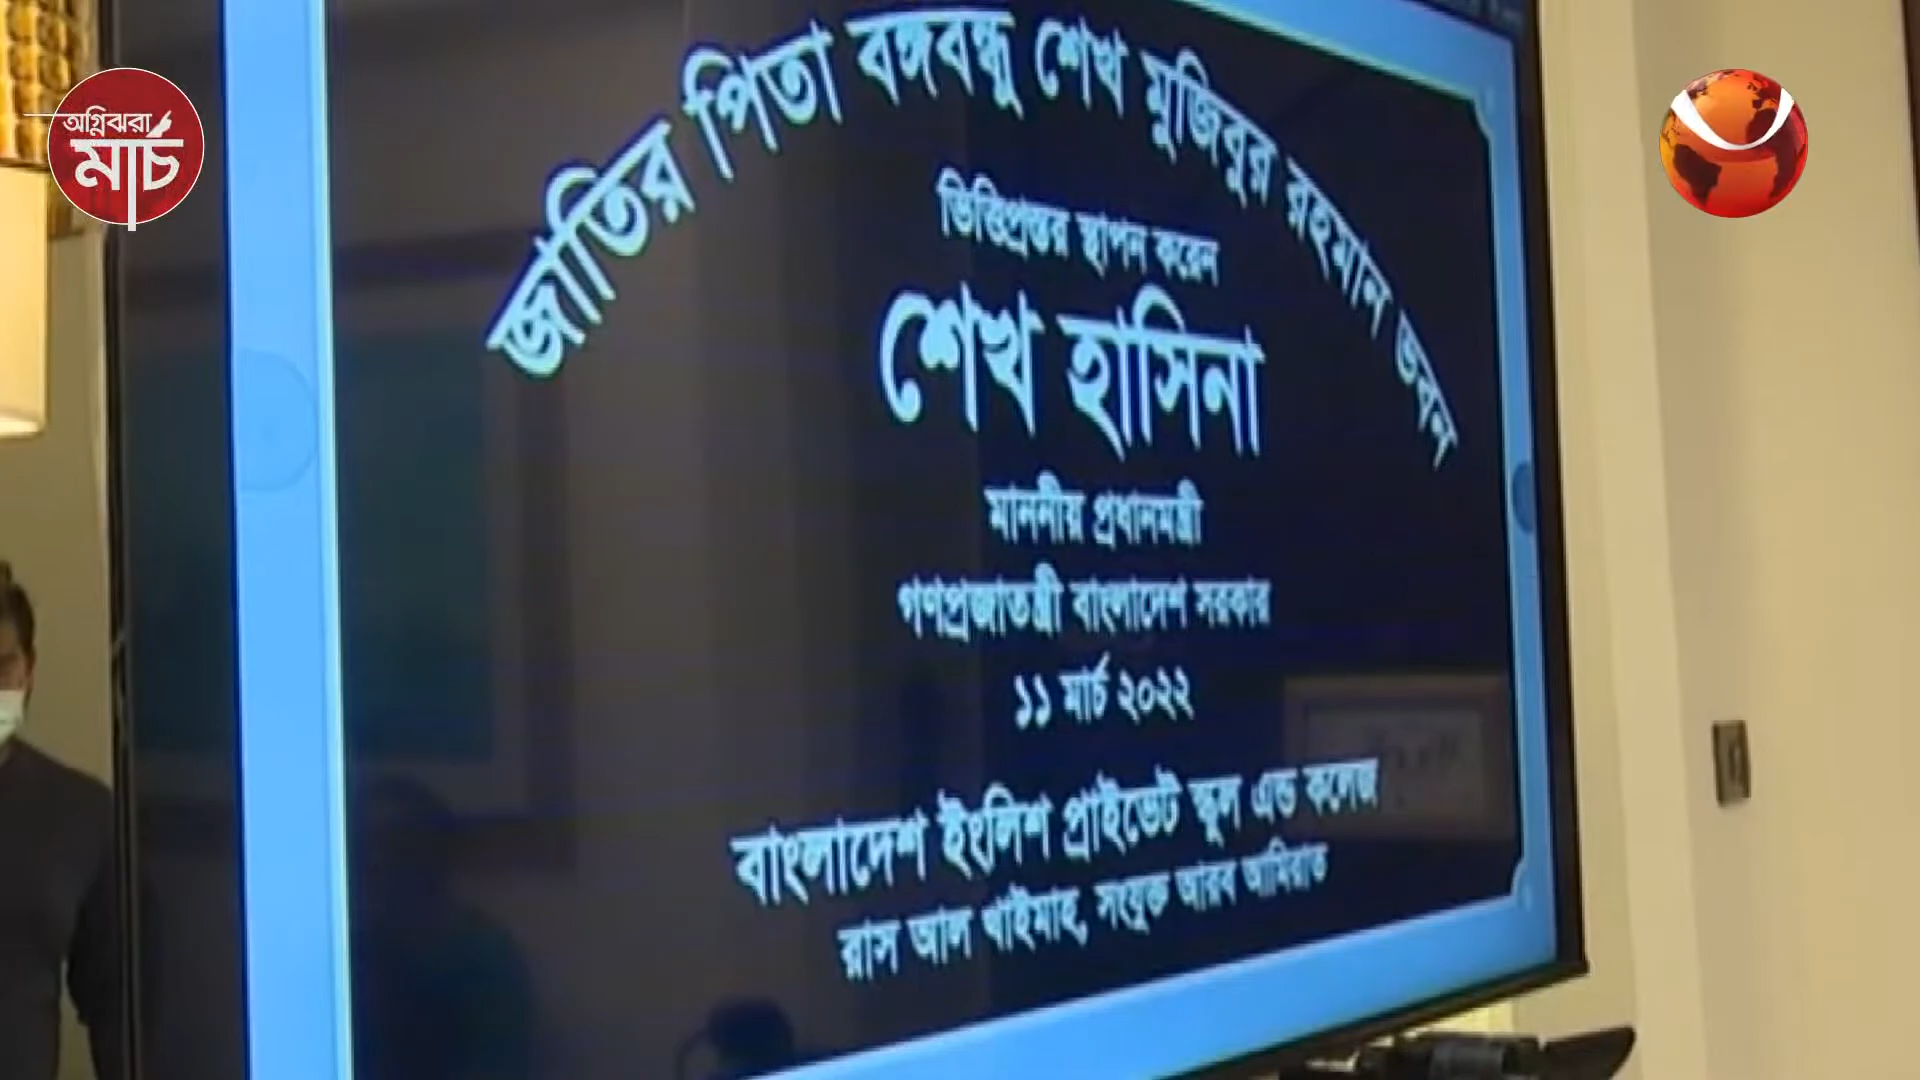 অগ্নিঝরা
মার্চ
জাতির পিতা বঙ্গবন্ধু শেখ মুজিবুর রহমান ভবন
ভিত্তিপ্রস্তর স্থাপন করেন
শেখ হাসিনা
মাননীয় প্রধানমন্ত্রী
গণপ্রজাতন্ত্রী বাংলাদেশ সরকার
১১ মার্চ ২০২২
বাংলাদেশ ইংলিশ প্রাইভেট স্কুল এন্ড কলেজ
রাস আল খাইমাহ, সংযুক্ত আরব আমিরাত